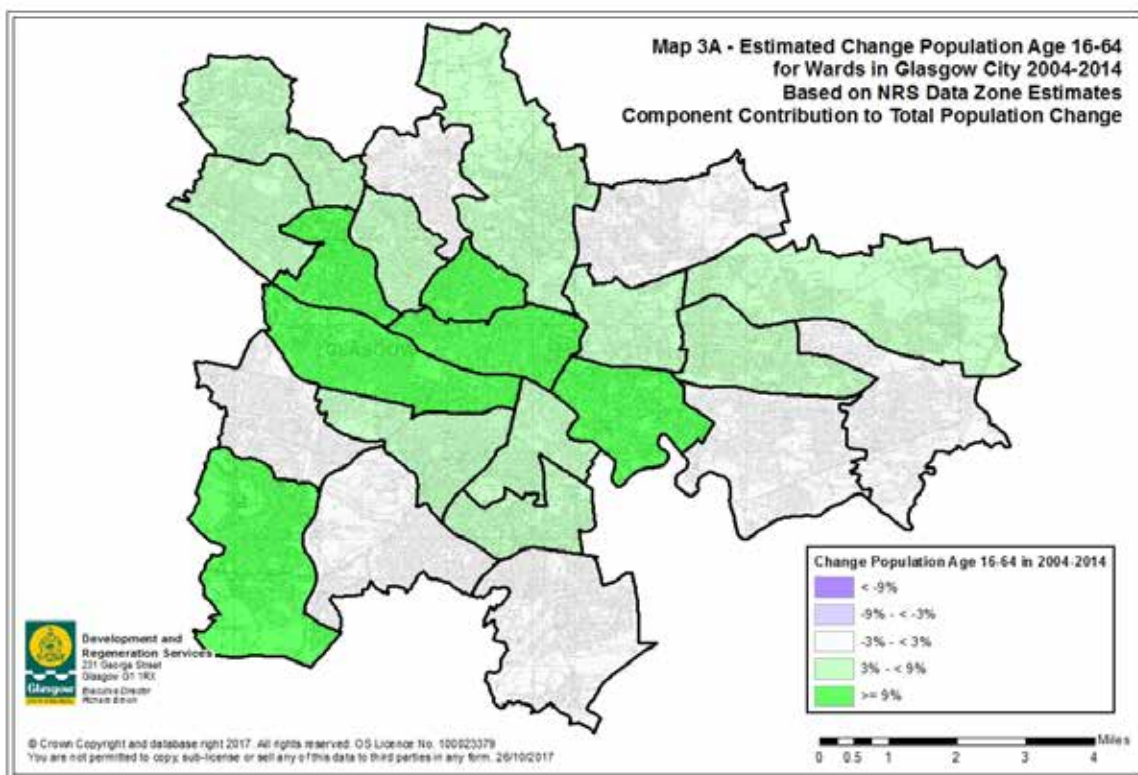 Map 3A - Estimated Change Population Age 16-64
for Wards in Glasgow City 2004-2014
Based on NRS Data Zone Estimates
Component Contribution to Total Population Change
GLASGOW
Change Population Age 16-64 in 2004-2014
< -9%
-9% - < -3%
-3% - < 3%
3% - < 9%
>= 9%
Development and
Regeneration Services
231 George Street
Glasgow G1 1RX
Executive Director
Richard Brown
Glasgow
© Crown Copyright and database right 2017. All rights reserved. OS Licence No. 100023379
You are not permitted to copy, sub-license or sell any of this data to third parties in any form. 26/10/2017
Miles
0 0.5 1 2 3 4